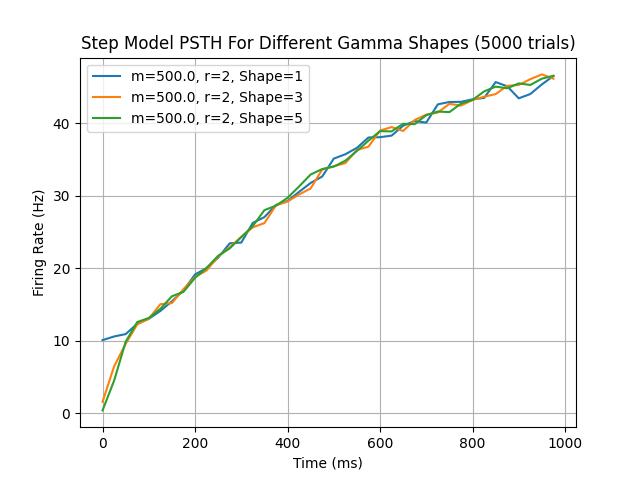 Step Model PSTH For Different Gamma Shapes (5000 trials)
m=500.0, r=2, Shape=1
m=500.0, r=2, Shape=3
m=500.0, r=2, Shape=5
Firing Rate (Hz)
40
30
20
10
0
0 200 400 600 800 1000
Time (ms)